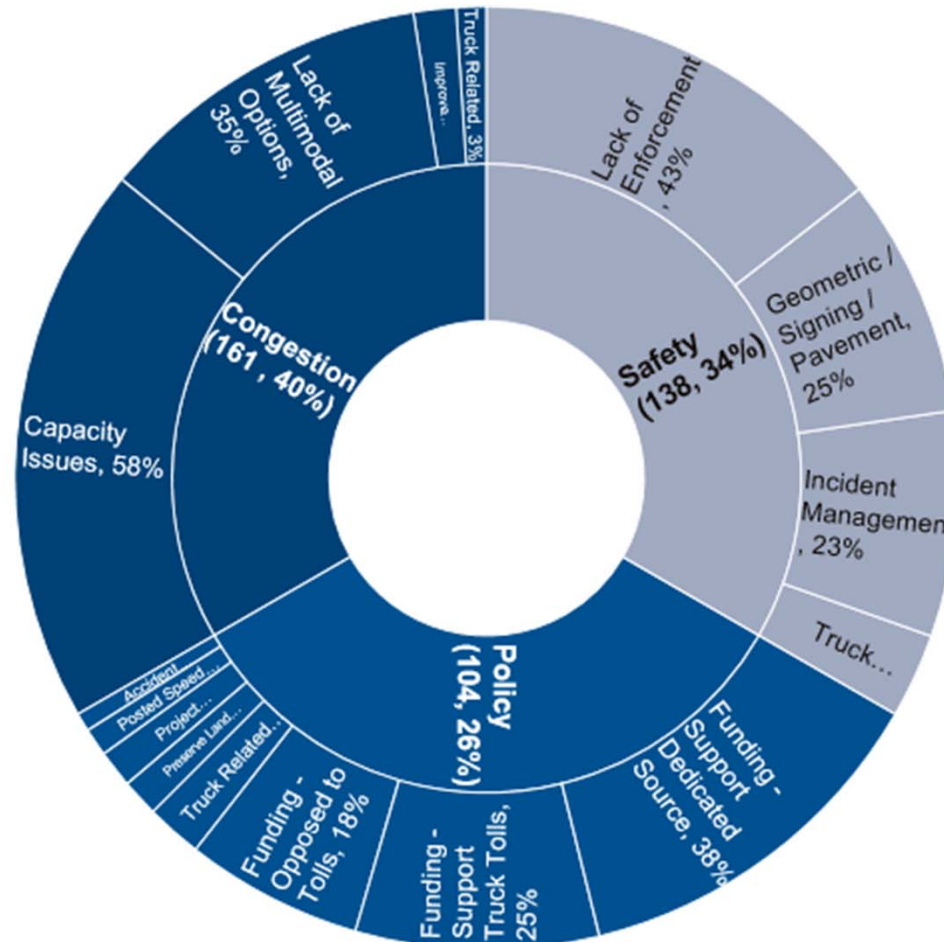 Truck Related, 3%
Improve...
Lack of
Multimodal
Options,
35%
Capacity
Issues, 58%
Congestion
(161 , 40%)
Lack of
Enforcement
, 43%
Geometric /
Signing /
Pavement,
25%
Incident
Managemen
, 23%
Truck...
Safety
(138, 34%)
Policy
(104, 26%)
Funding -
Support
Dedicated
Source, 38%
Funding -
Support
Truck Tolls,
25%
Funding -
Opposed to
Tolls, 18%
Truck Related...
Preserve Land...
Project...
Posted Speed...
Accident